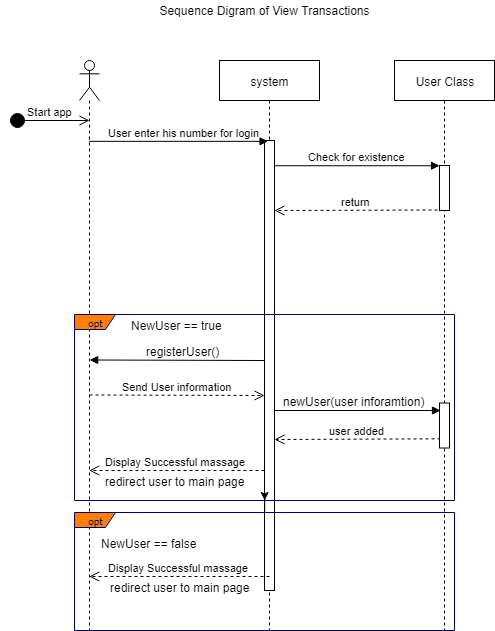 Sequence Digram of View Transactions
system
User Class
Start app
User enter his number for login
Check for existence
return
opt
NewUser == true
registerUser()
Send User information
newUser(user inforamtion)
user added
Display Successful massage
redirect user to main page
opt
NewUser == false
Display Successful massage
redirect user to main page